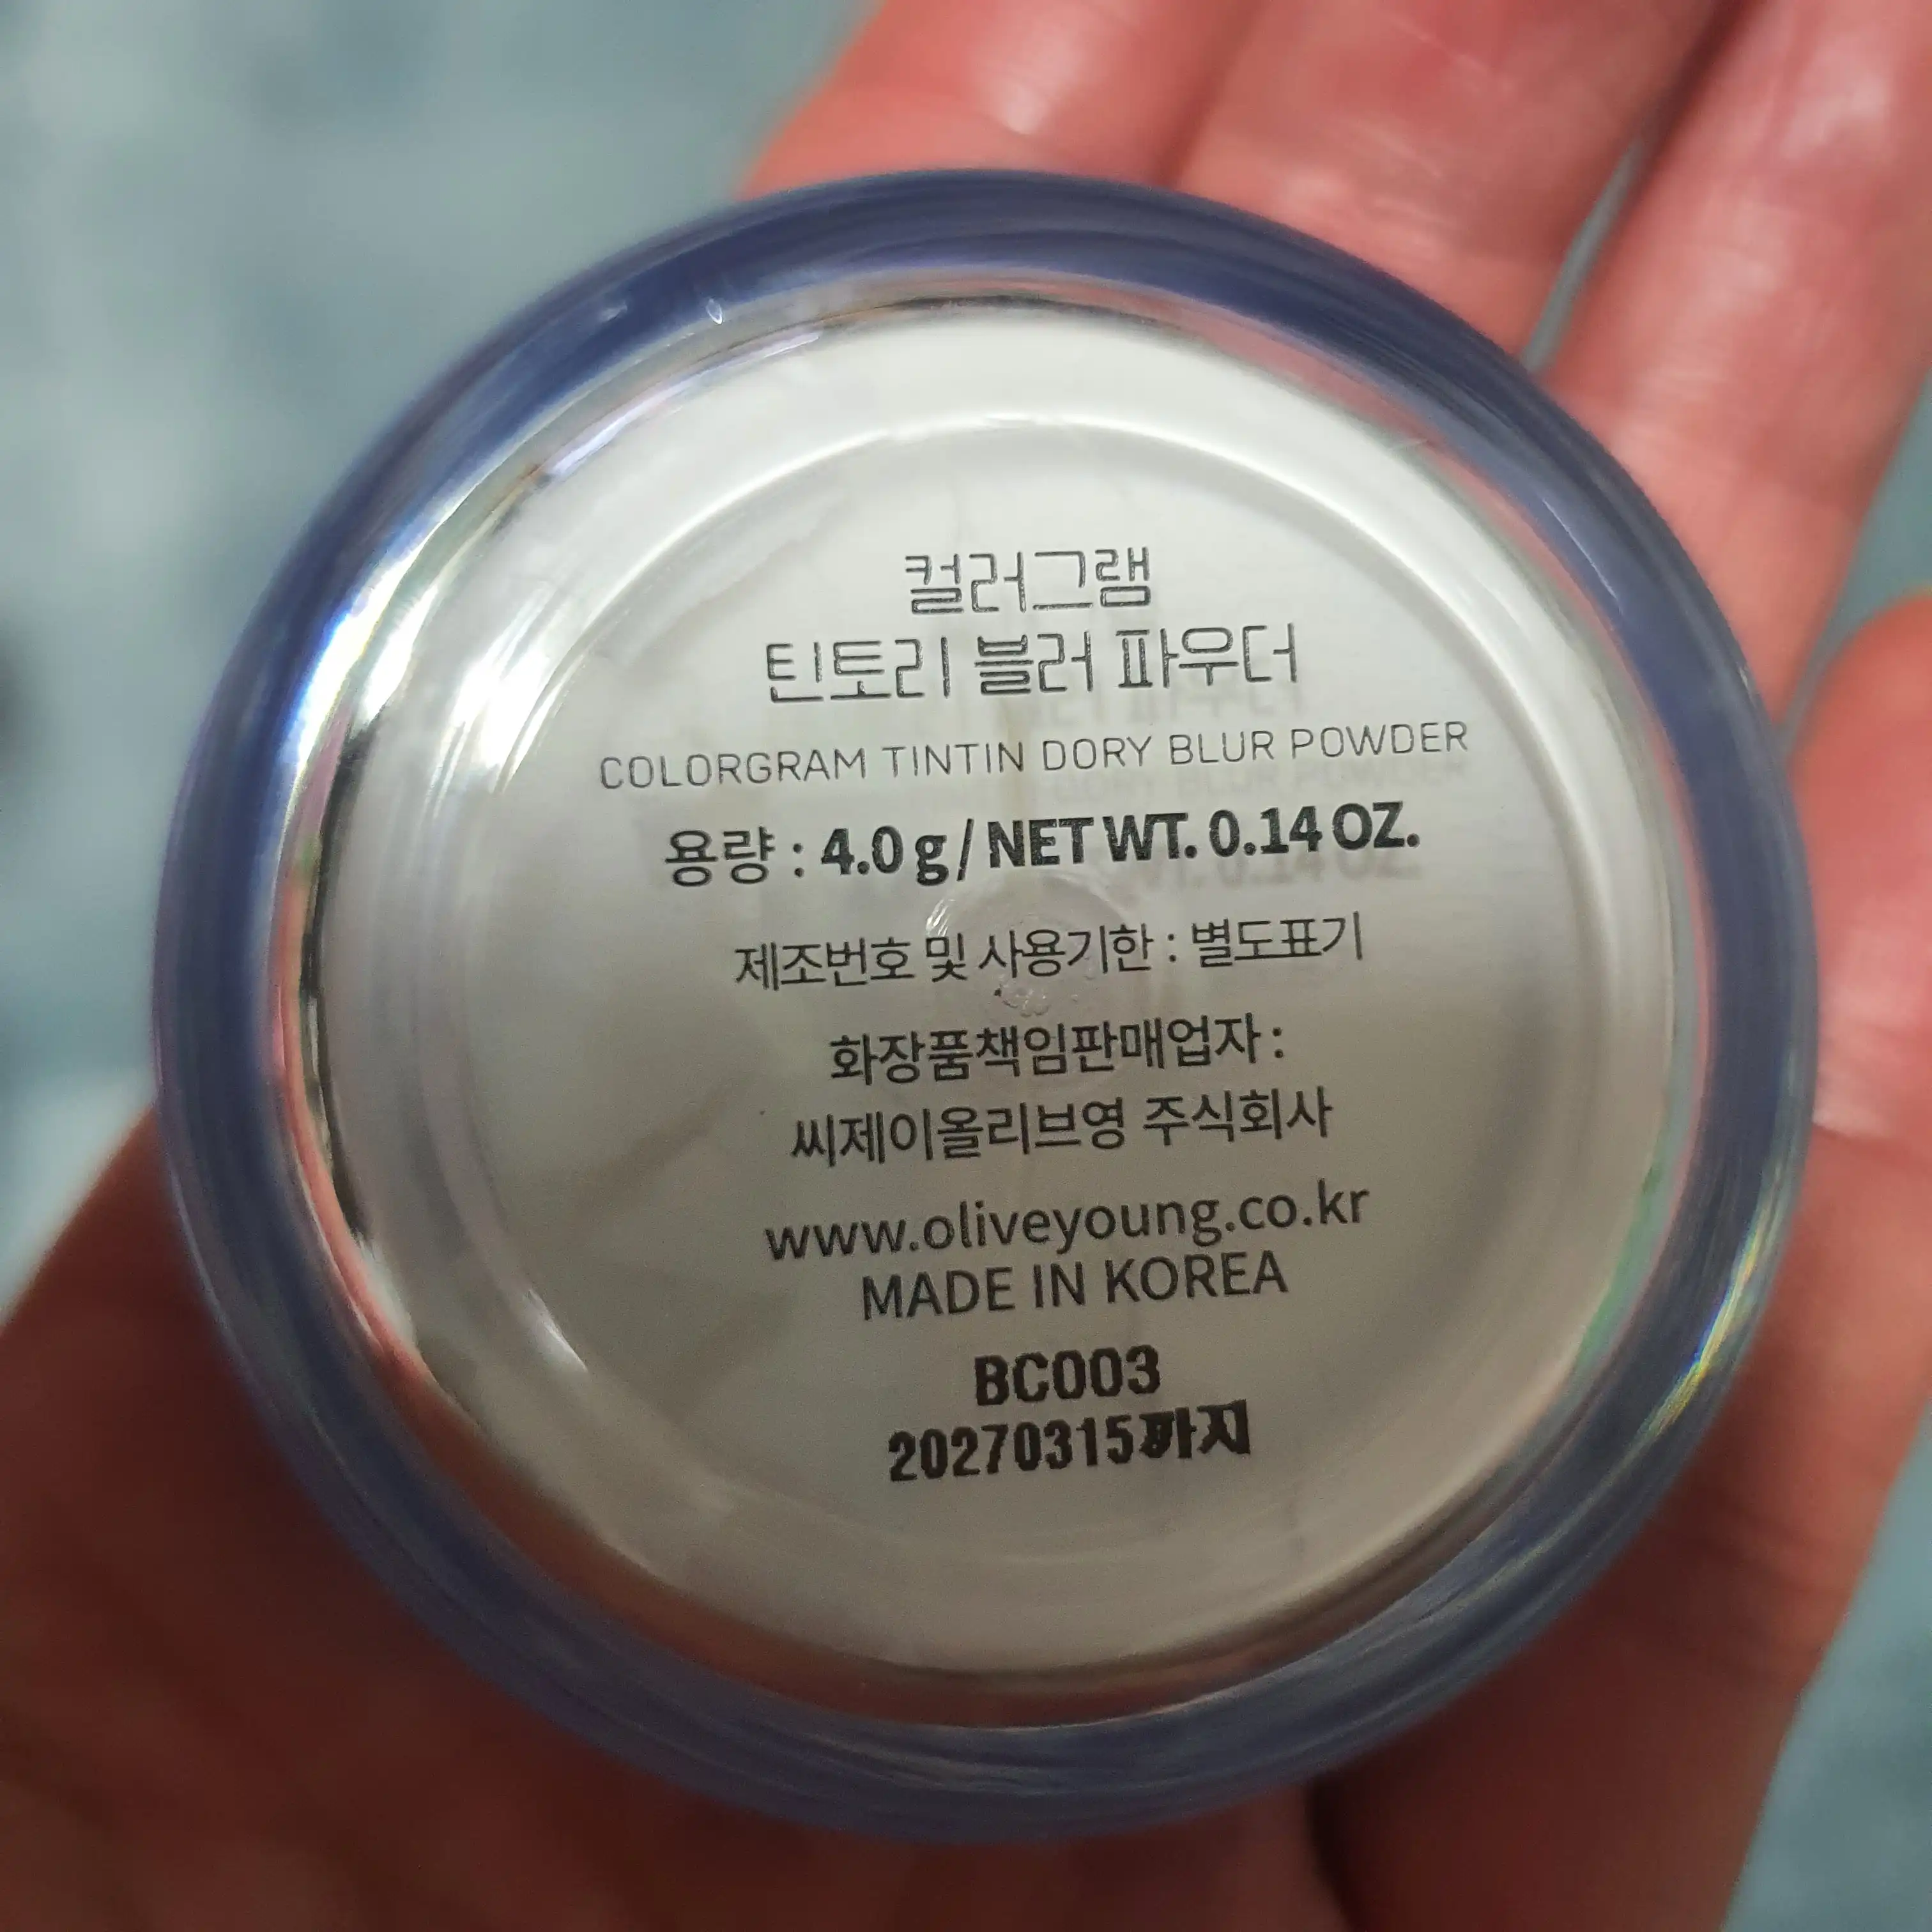 컬러그램
틴토리 블러 파우더
COLORGRAM TINTIN DORY BLUR POWDER
용량 : 4.0 g / NET WT. 0.14 OZ.
제조번호 및 사용기한 : 별도표기
화장품책임판매업자 :
씨제이올리브영 주식회사
www.oliveyoung.co.kr
MADE IN KOREA
BC003
20270315까지